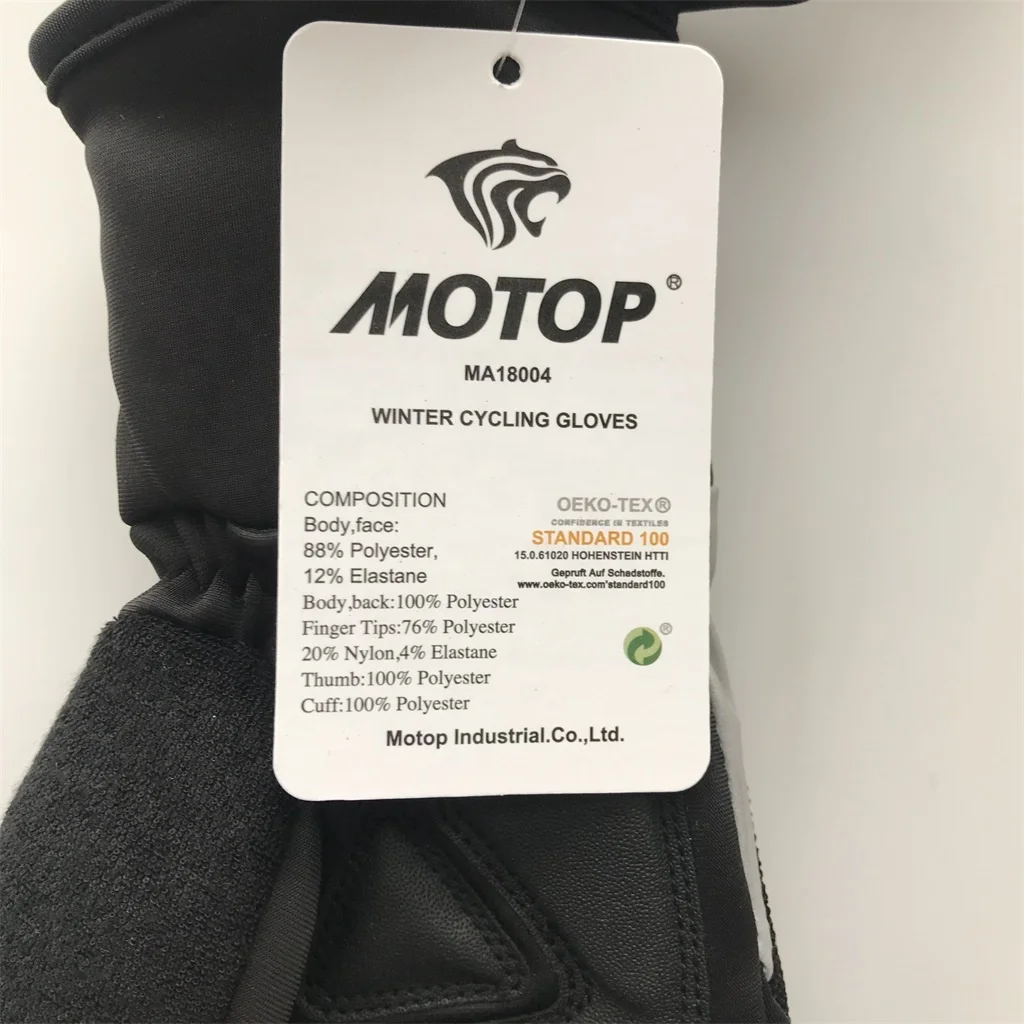 MOTOP®
MA18004
WINTER CYCLING GLOVES
COMPOSITION
Body,face:
88% Polyester,
12% Elastane
Body,back:100% Polyester
Finger Tips:76% Polyester
20% Nylon,4% Elastane
Thumb:100% Polyester
Cuff:100% Polyester
OEKO-TEX®
CONFIDENCE IN TEXTILES
STANDARD 100
15.0.61020 HOHENSTEIN HTTI
Gepruft Auf Schadstoffe.
www.oeko-tex.com'standard100
®
Motop Industrial.Co.,Ltd.